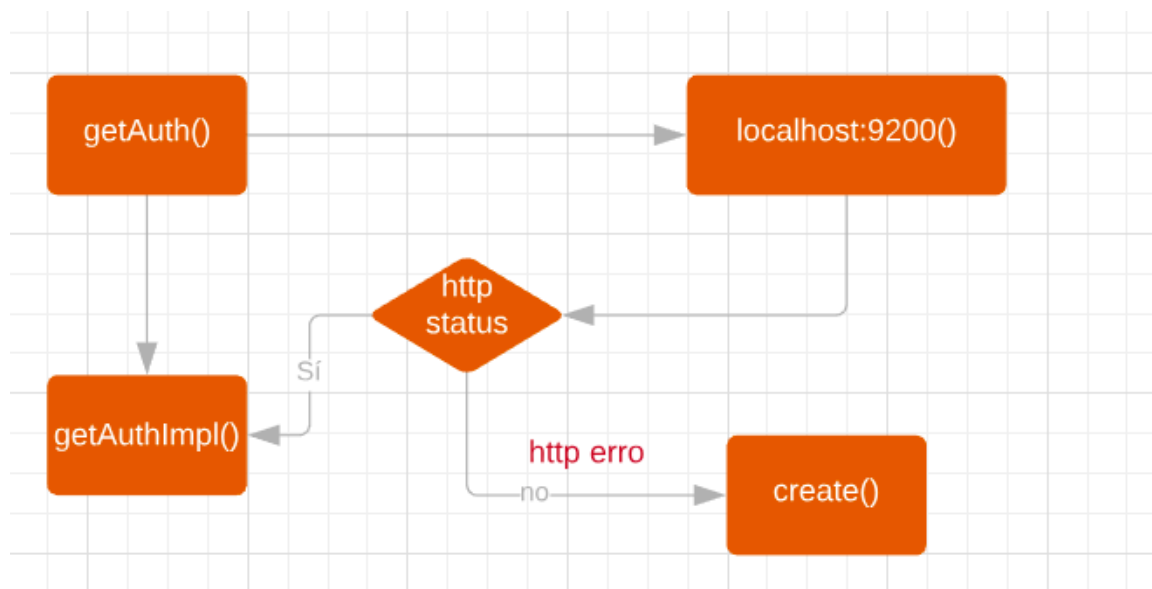 getAuth()
localhost:9200()
http
status
Sí
getAuthImpl()
http erro
no
create()